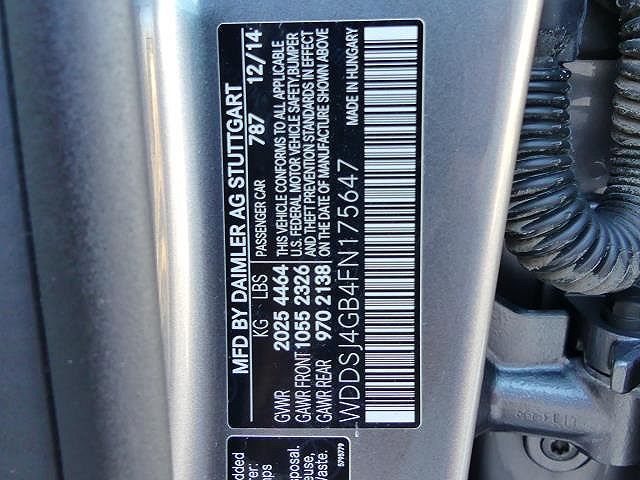 MFD BY DAIMLER AG STUTTGART
PASSENGER CAR 787 12/14
KG LBS
GVWR 2025 4464
GAWR FRONT 1055 2326
GAWR REAR 970 2138
THIS VEHICLE CONFORMS TO ALL APPLICABLE
U.S. FEDERAL MOTOR VEHICLE SAFETY,BUMPER
AND THEFT PREVENTION STANDARDS IN EFFECT
ON THE DATE OF MANUFACTURE SHOWN ABOVE
WDDSJ4GB4FN175647
MADE IN HUNGARY